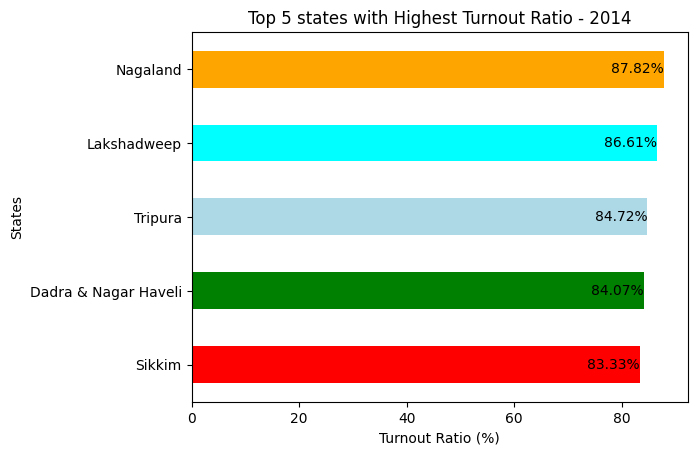 Top 5 states with Highest Turnout Ratio - 2014
Nagaland
87.82%
Lakshadweep
86.61%
Tripura
84.72%
Dadra & Nagar Haveli
84.07%
Sikkim
83.33%
States
0 20 40 60 80
Turnout Ratio (%)